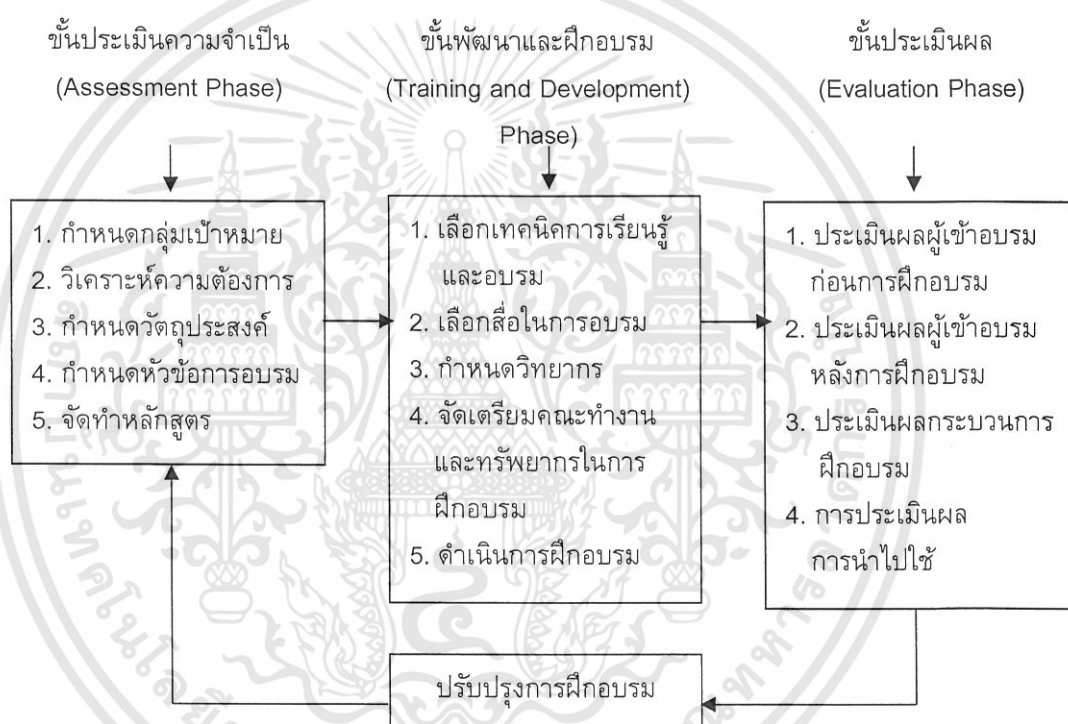 ขั้นประเมินความจำเป็น
(Assessment Phase)
ขั้นพัฒนาและฝึกอบรม
(Training and Development)
Phase)
ขั้นประเมินผล
(Evaluation Phase)
1. กำหนดกลุ่มเป้าหมาย
2. วิเคราะห์ความต้องการ
3. กำหนดวัตถุประสงค์
4. กำหนดหัวข้อการอบรม
5. จัดทำหลักสูตร
1. เลือกเทคนิคการเรียนรู้
และอบรม
2. เลือกสื่อในการอบรม
3. กำหนดวิทยากร
4. จัดเตรียมคณะทำงาน
และทรัพยากรในการ
ฝึกอบรม
5. ดำเนินการฝึกอบรม
1. ประเมินผลผู้เข้าอบรม
ก่อนการฝึกอบรม
2. ประเมินผลผู้เข้าอบรม
หลังการฝึกอบรม
3. ประเมินผลกระบวนการ
ฝึกอบรม
4. การประเมินผล
การนำไปใช้
ปรับปรุงการฝึกอบรม